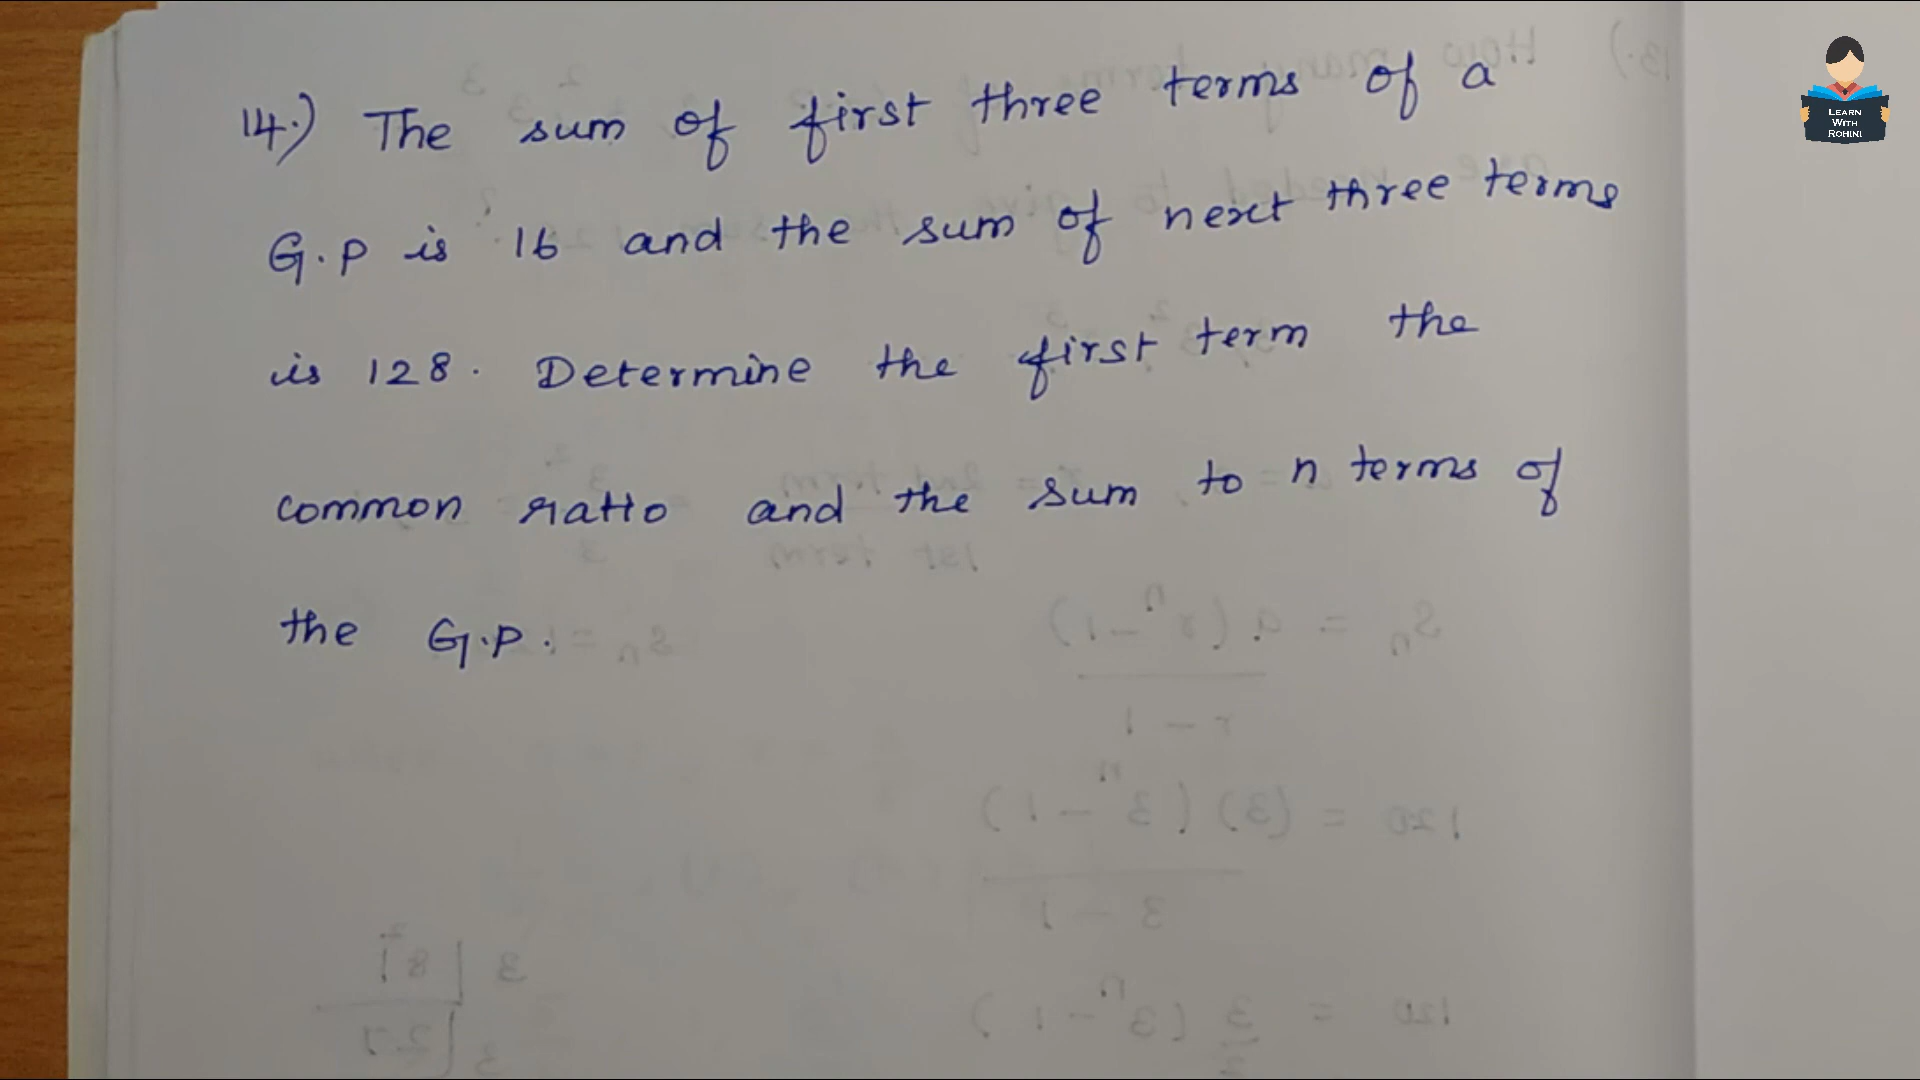 14.) The sum of first three terms of a
G.P is 16 and the sum of next three terms
is 128. Determine the first term the
common ratio and the sum to n terms of
the G.P.
LEARN
WITH
ROHINI